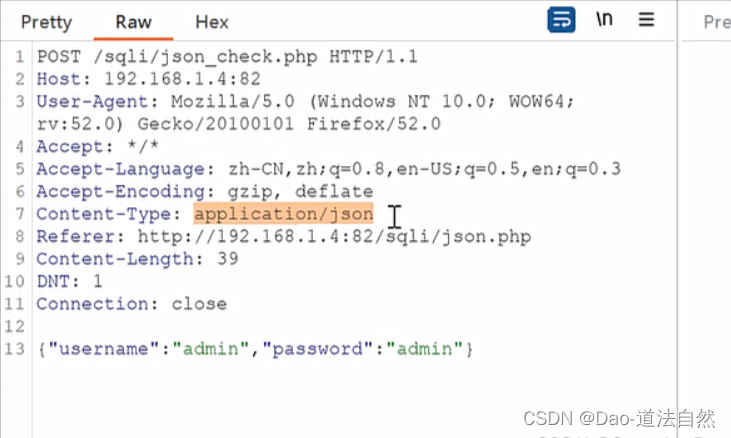 Pretty Raw Hex \n Pre
1 POST /sqli/json_check.php HTTP/1.1
2 Host: 192.168.1.4:82
3 User-Agent: Mozilla/5.0 (Windows NT 10.0; WOW64;
rv:52.0) Gecko/20100101 Firefox/52.0
4 Accept: */*
5 Accept-Language: zh-CN,zh;q=0.8,en-US;q=0.5,en;q=0.3
6 Accept-Encoding: gzip, deflate
7 Content-Type: application/json
8 Referer: http://192.168.1.4:82/sqli/json.php
9 Content-Length: 39
10 DNT: 1
11 Connection: close
12
13 {"username":"admin","password":"admin"}
CSDN @Dao-道法自然